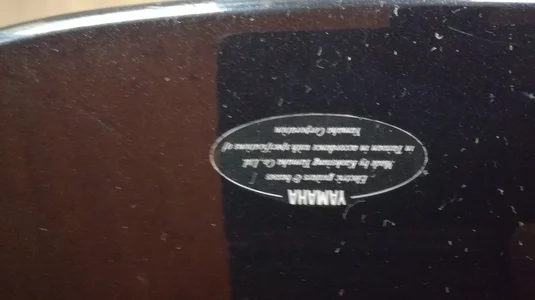 YAMAHA
Electric guitars & basses
Made by Kaohsiung Yamaha Co., Ltd.
in Taiwan in accordance with specifications of
Yamaha Corporation